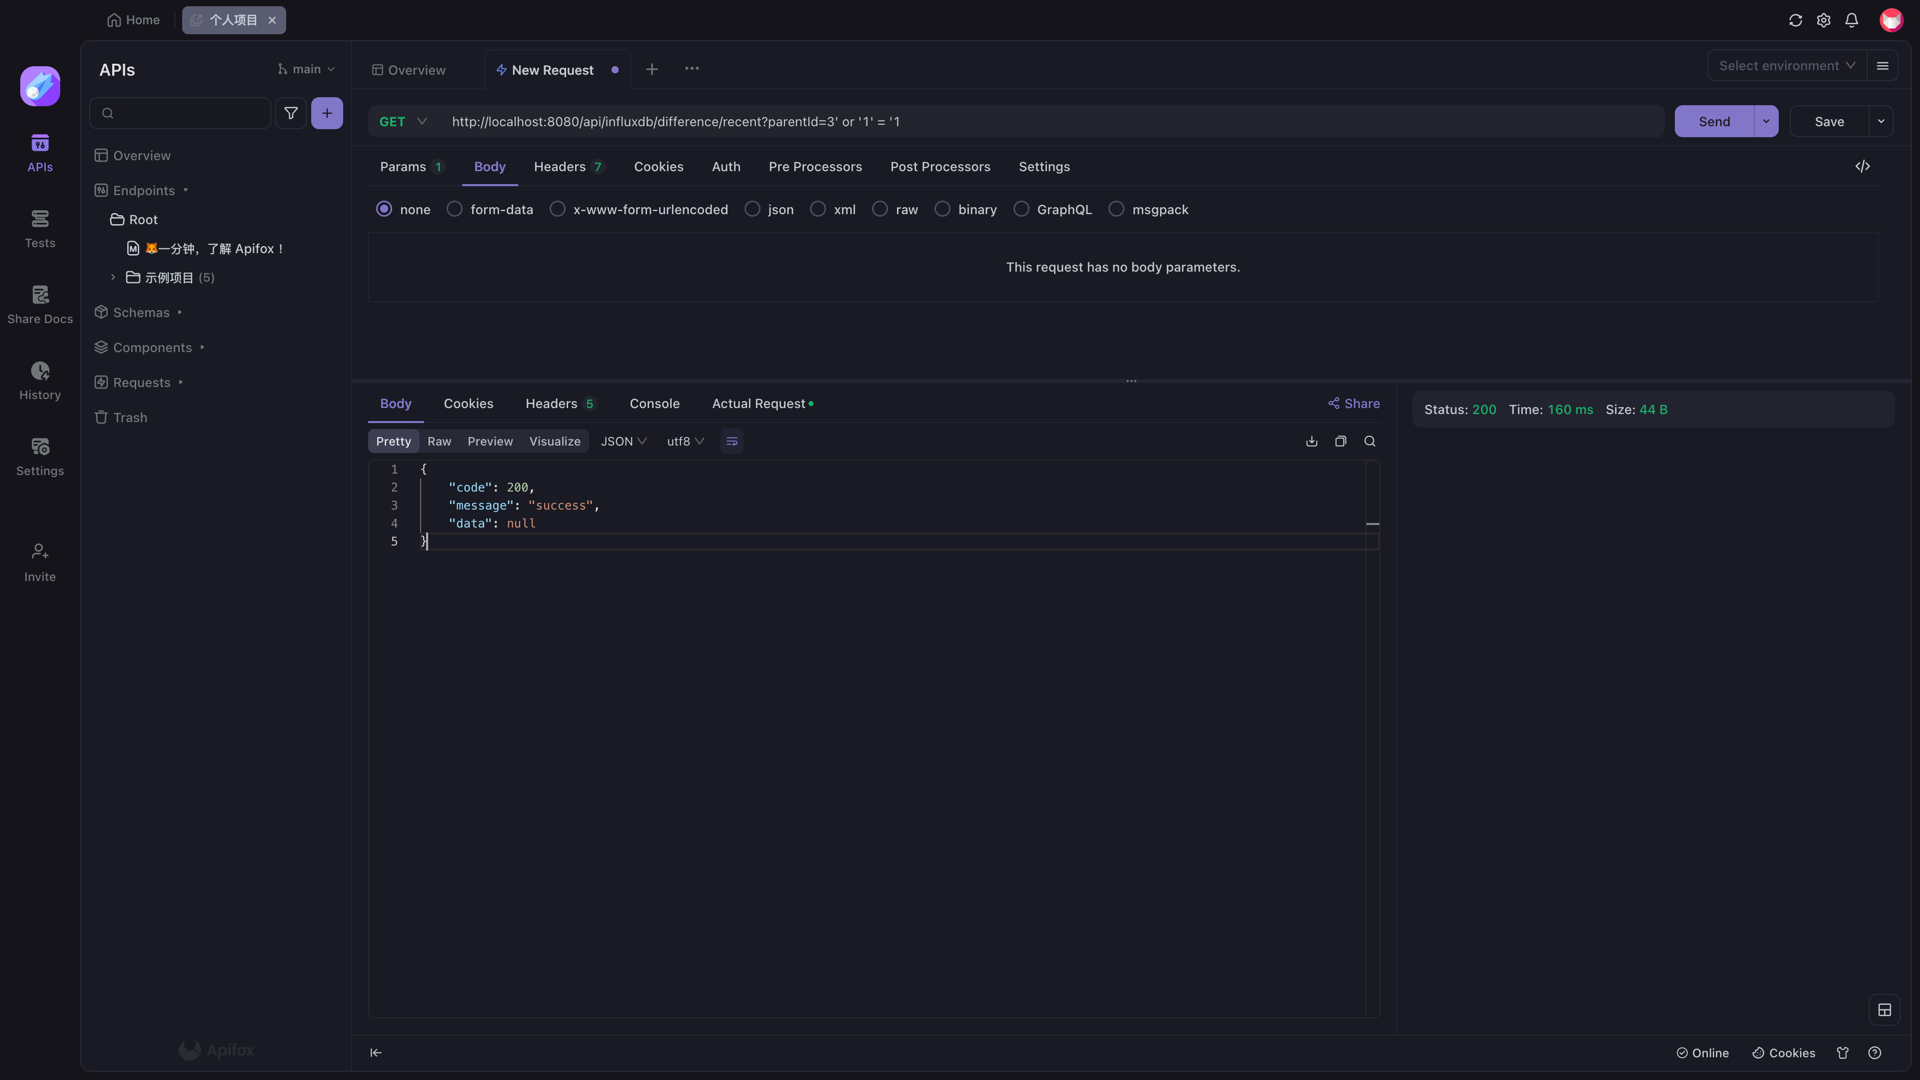 Home
个人项目
APIs
main
APIs
Tests
Share Docs
History
Settings
Invite
Overview
Endpoints
Root
🦊一分钟，了解 Apifox！
示例项目 (5)
Schemas
Components
Requests
Trash
Apifox
Overview
New Request
Select environment
GET http://localhost:8080/api/influxdb/difference/recent?parentId=3' or '1' = '1
Send
Save
Params 1 Body Headers 7 Cookies Auth Pre Processors Post Processors Settings
none form-data x-www-form-urlencoded json xml raw binary GraphQL msgpack
This request has no body parameters.
Body Cookies Headers 5 Console Actual Request
Share
Status: 200 Time: 160 ms Size: 44 B
Pretty Raw Preview Visualize JSON utf8
1 {
2 "code": 200,
3 "message": "success",
4 "data": null
5 }
Online Cookies